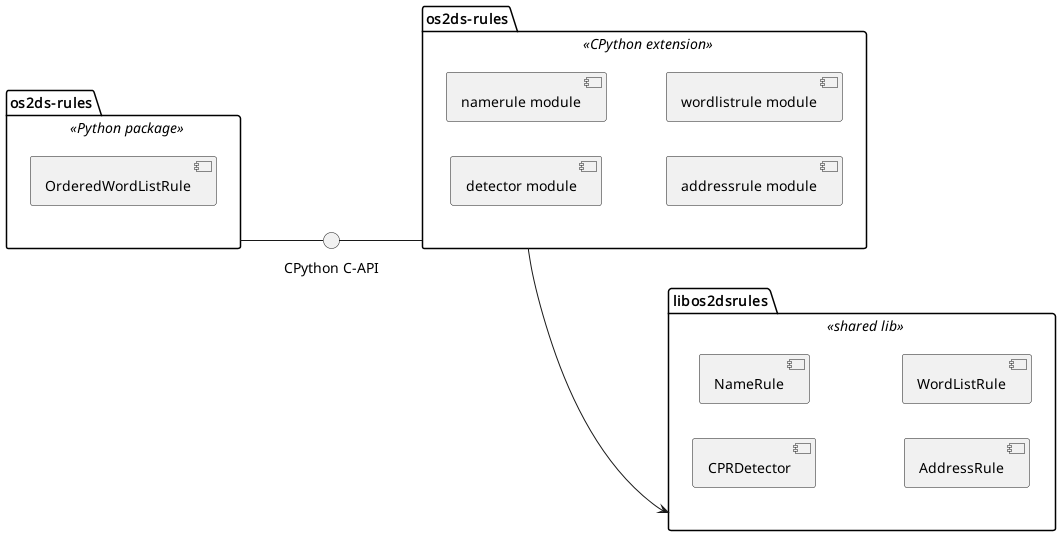 os2ds-rules
«Python package»
OrderedWordListRule
CPython C-API
os2ds-rules
«CPython extension»
namerule module
wordlistrule module
detector module
addressrule module
libos2dsrules
«shared lib»
NameRule
WordListRule
CPRDetector
AddressRule